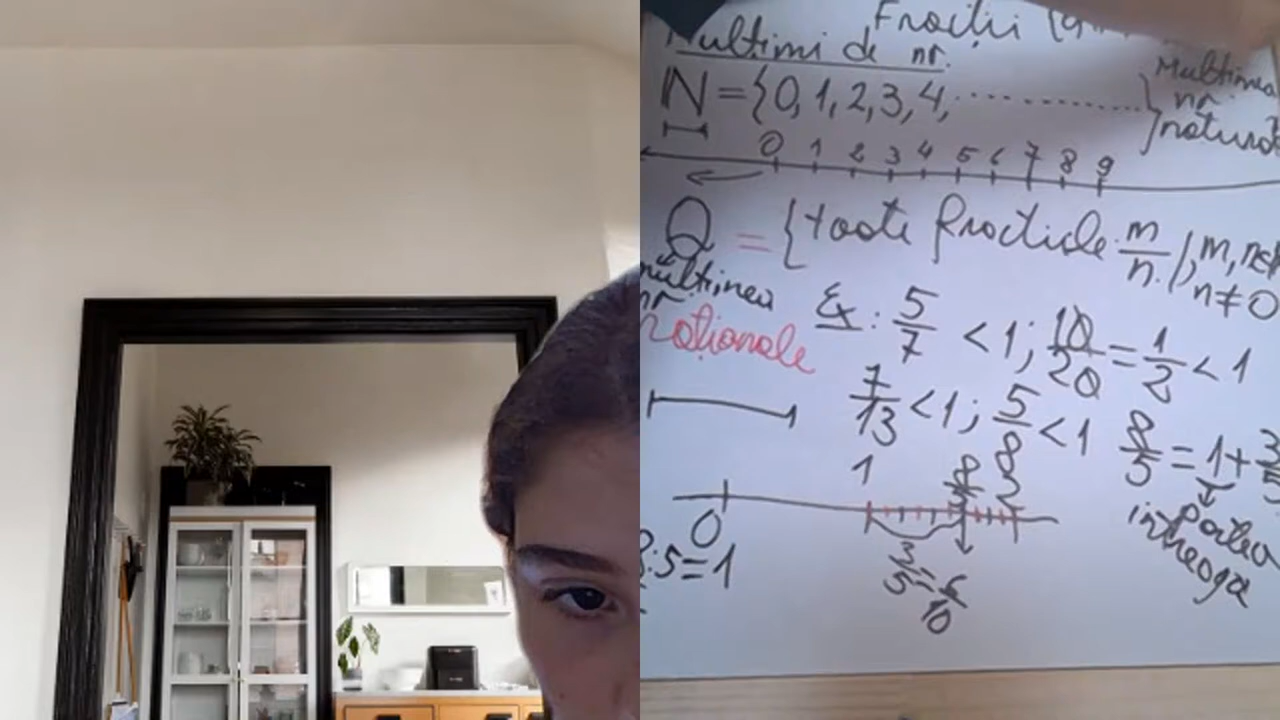 Fracții
Mulțimi de nr.
N = {0, 1, 2, 3, 4, ............ } Mulțimea
nr.
0 1 2 3 4 5 6 7 8 9
Q = {toate fracțiile m/n |, m, n∈
n ≠ 0
mulțimea
nr.
raționale
Ex: 5/7 < 1; 10/20 = 1/2 < 1
7/13 < 1; 5/8 < 1 8/5 = 1 + 3/5
partea
întreagă
0 1 8/5 2
3/5 = 6/10
:5=1